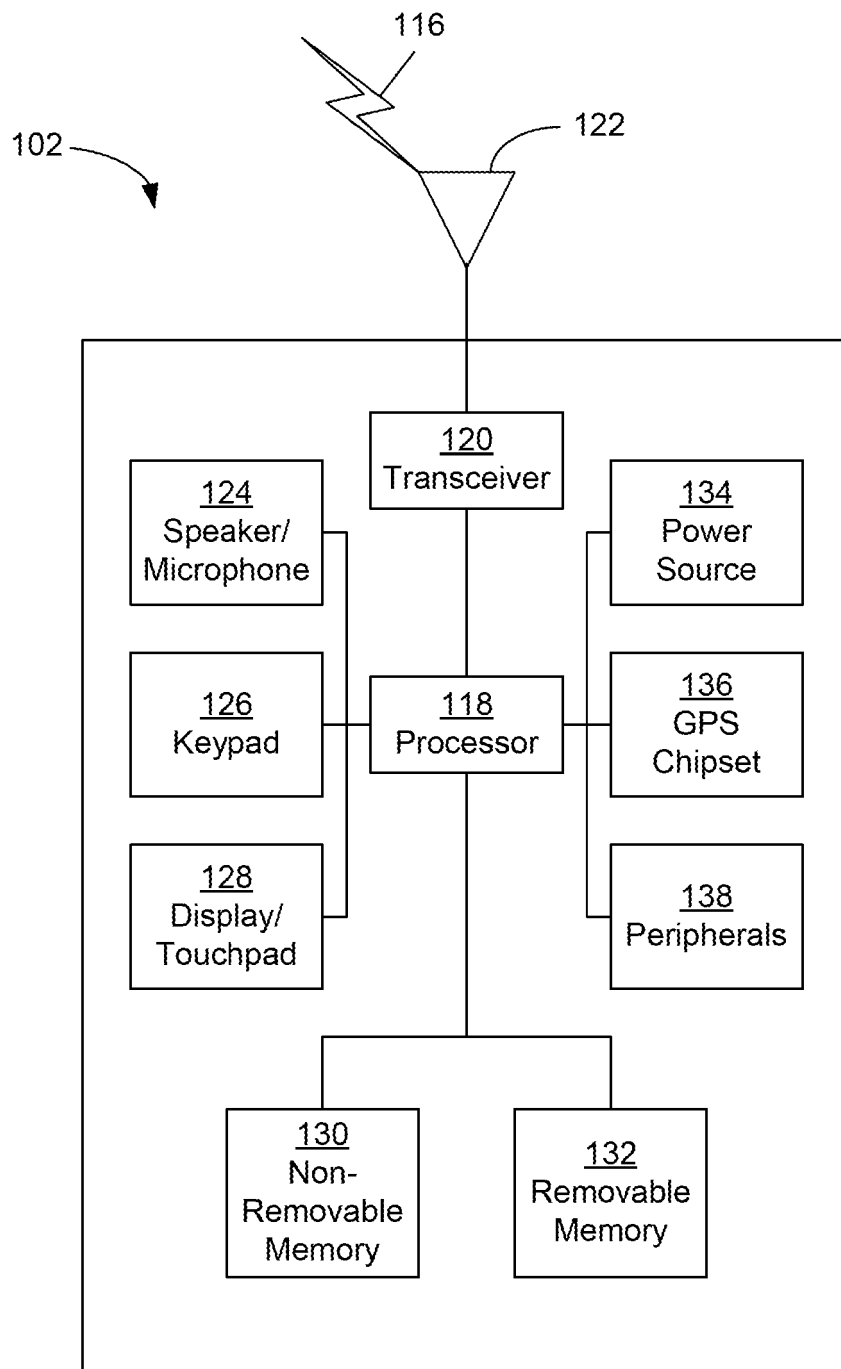 116
122
102
120
Transceiver
124
Speaker/
Microphone
134
Power
Source
126
Keypad
118
Processor
136
GPS
Chipset
128
Display/
Touchpad
138
Peripherals
130
Non-
Removable
Memory
132
Removable
Memory